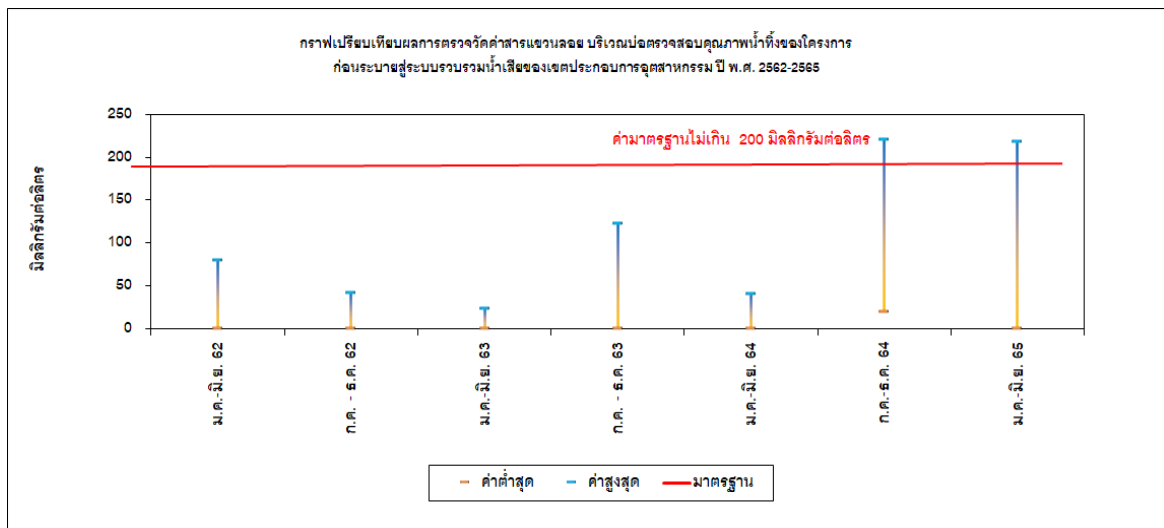 กราฟเปรียบเทียบผลการตรวจวัดค่าสารแขวนลอย บริเวณบ่อตรวจสอบคุณภาพน้ำทิ้งของโครงการ
ก่อนระบายสู่ระบบรวบรวมน้ำเสียของเขตประกอบการอุตสาหกรรม ปี พ.ศ. 2562-2565
ค่ามาตรฐานไม่เกิน 200 มิลลิกรัมต่อลิตร
มิลลิกรัมต่อลิตร
250
200
150
100
50
0
ม.ค.-มิ.ย. 62
ก.ค. - ธ.ค. 62
ม.ค.-มิ.ย. 63
ก.ค. - ธ.ค. 63
ม.ค.-มิ.ย. 64
ก.ค.-ธ.ค. 64
ม.ค.-มิ.ย. 65
ค่าต่ำสุด ค่าสูงสุด มาตรฐาน